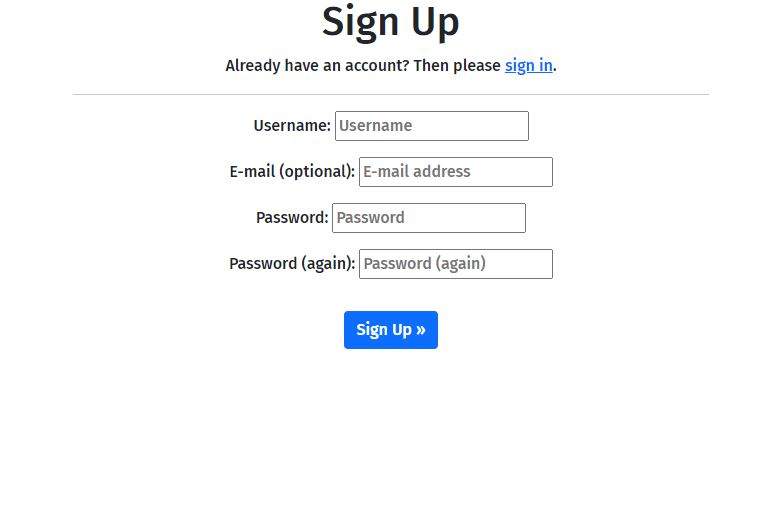 Sign Up
Already have an account? Then please sign in.
Username: Username
E-mail (optional): E-mail address
Password: Password
Password (again): Password (again)
Sign Up »